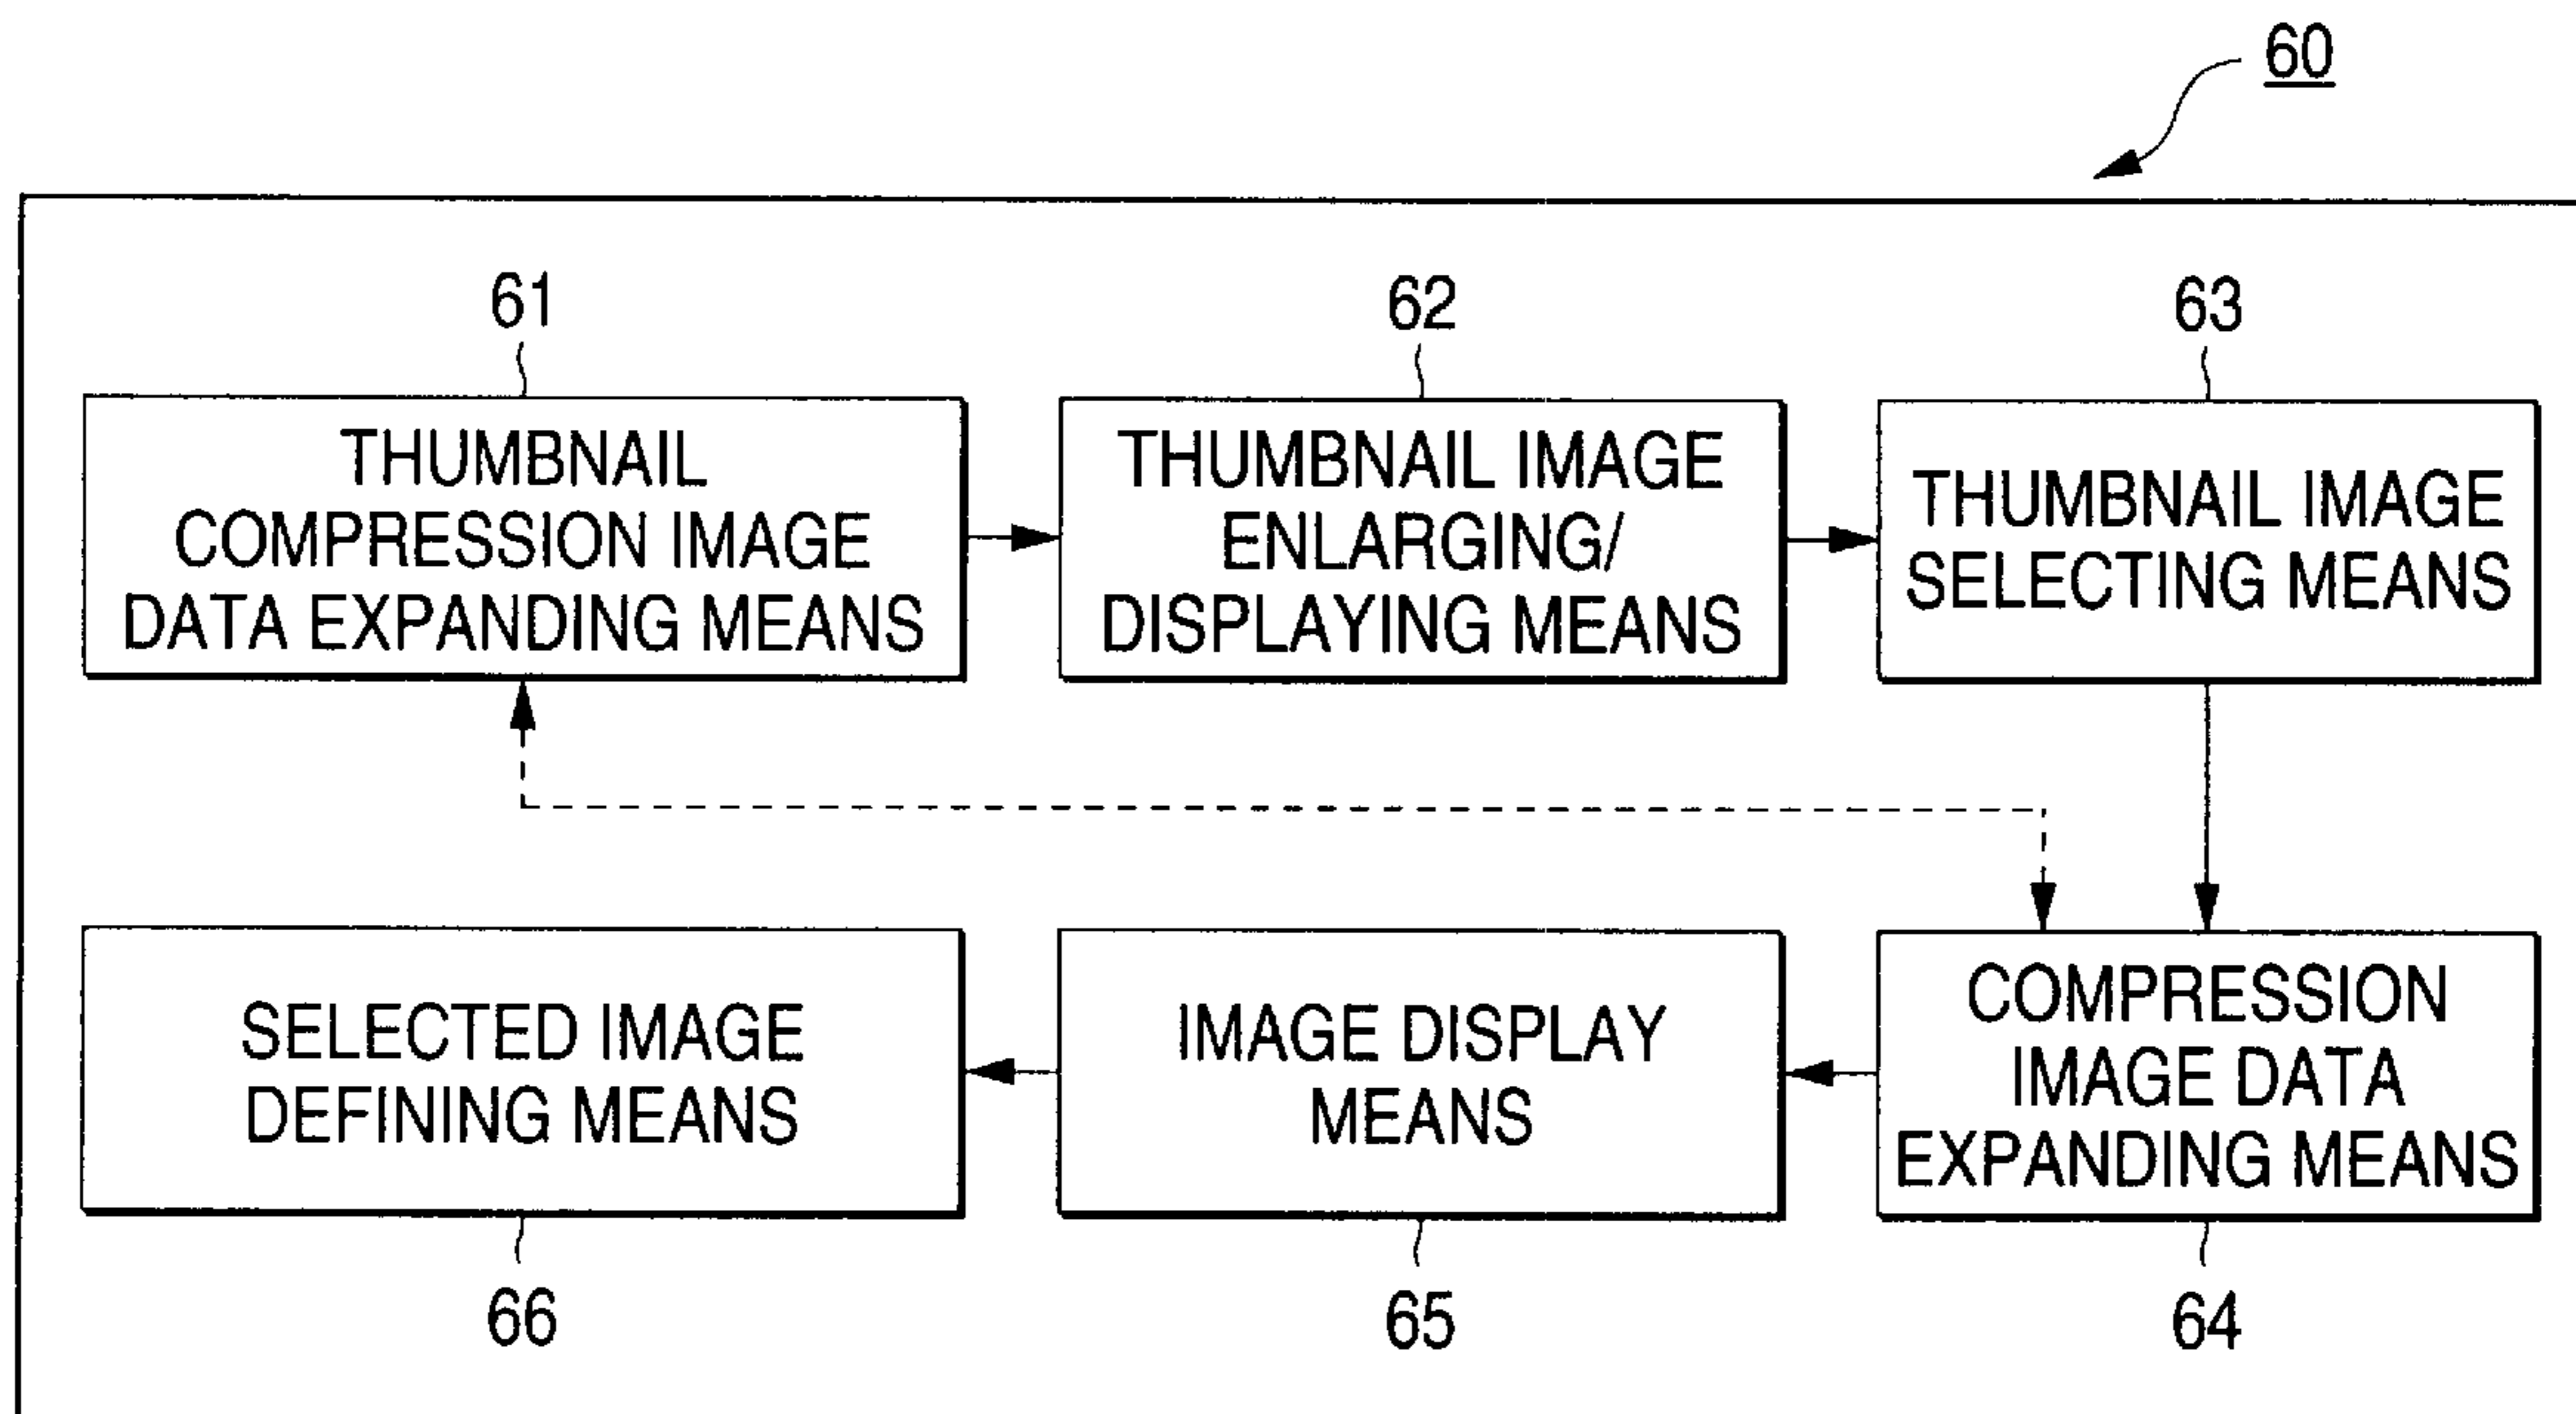 60
61
62
63
THUMBNAIL
COMPRESSION IMAGE
DATA EXPANDING MEANS
THUMBNAIL IMAGE
ENLARGING/
DISPLAYING MEANS
THUMBNAIL IMAGE
SELECTING MEANS
SELECTED IMAGE
DEFINING MEANS
IMAGE DISPLAY
MEANS
COMPRESSION
IMAGE DATA
EXPANDING MEANS
66
65
64